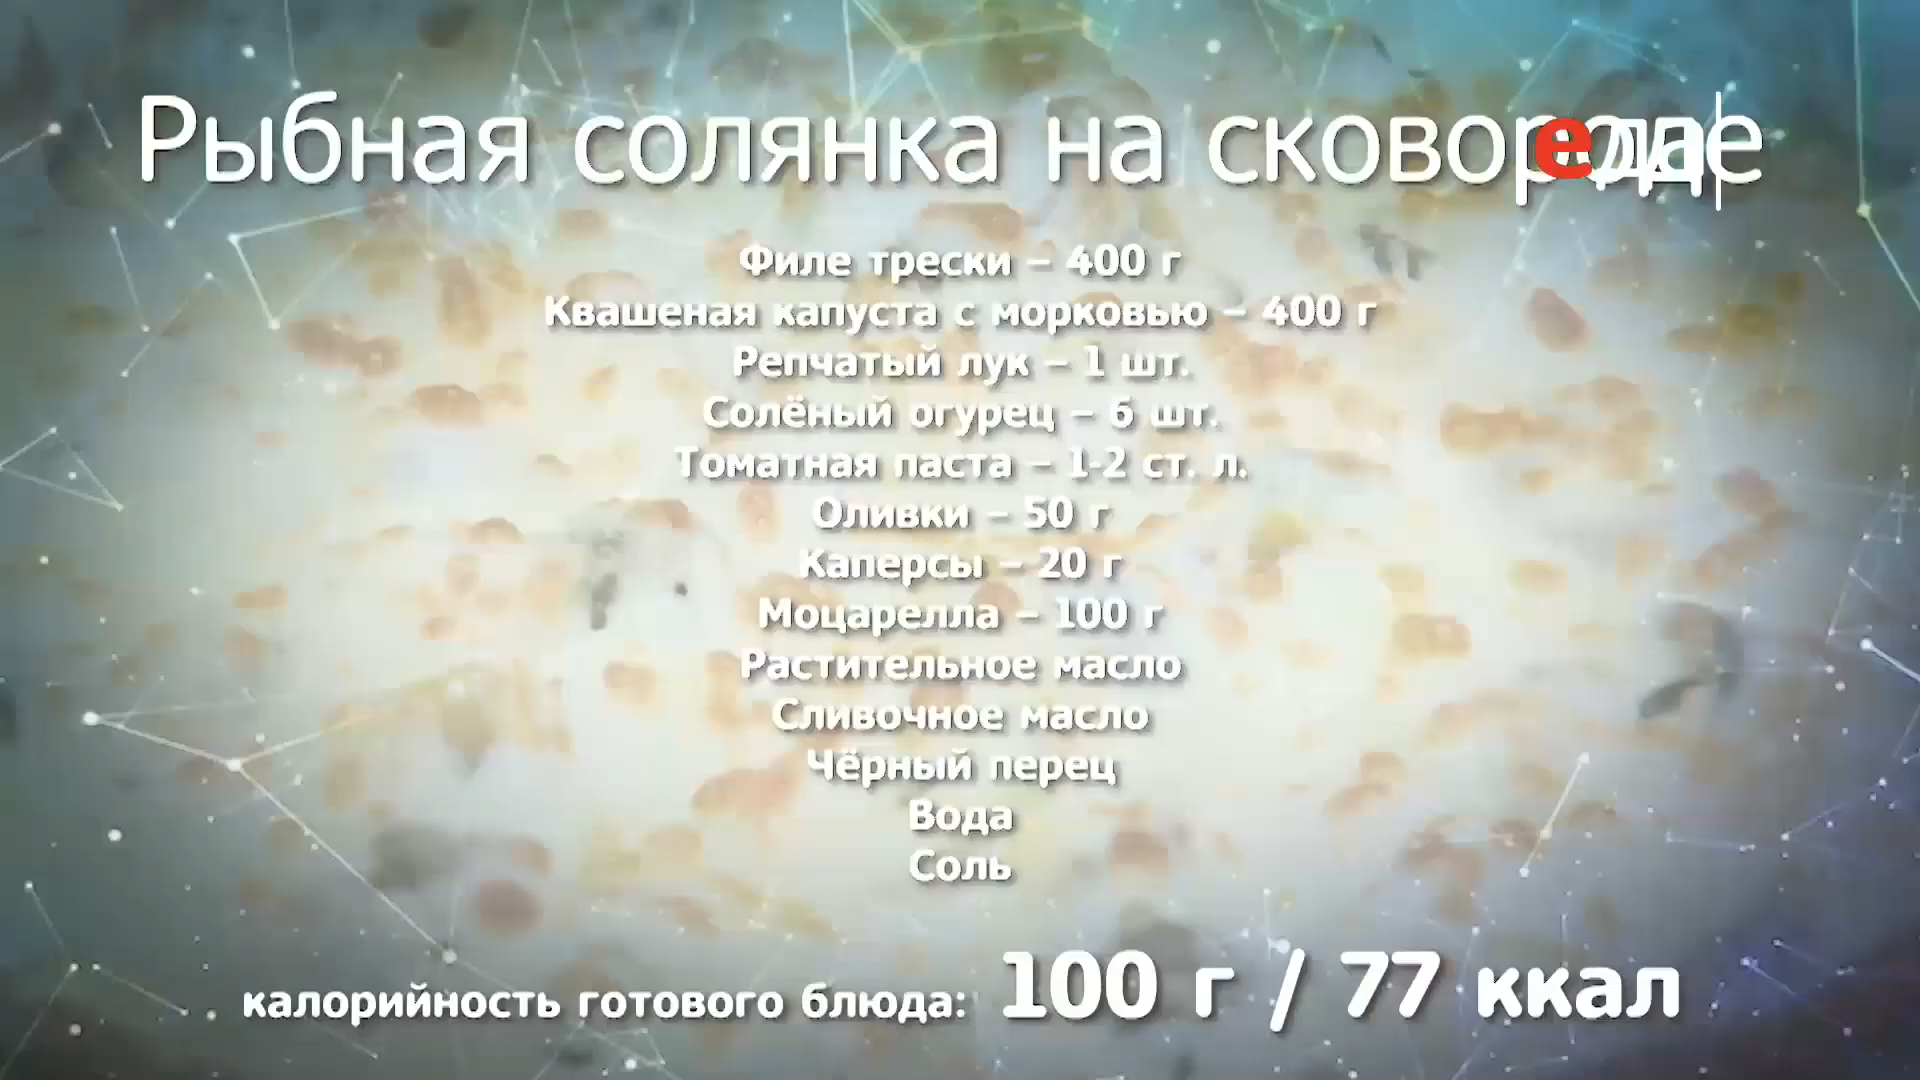 Рыбная солянка на сковороде
еда
Филе трески – 400 г
Квашеная капуста с морковью – 400 г
Репчатый лук – 1 шт.
Солёный огурец – 6 шт.
Томатная паста – 1-2 ст. л.
Оливки – 50 г
Каперсы – 20 г
Моцарелла – 100 г
Растительное масло
Сливочное масло
Чёрный перец
Вода
Соль
калорийность готового блюда: 100 г / 77 ккал